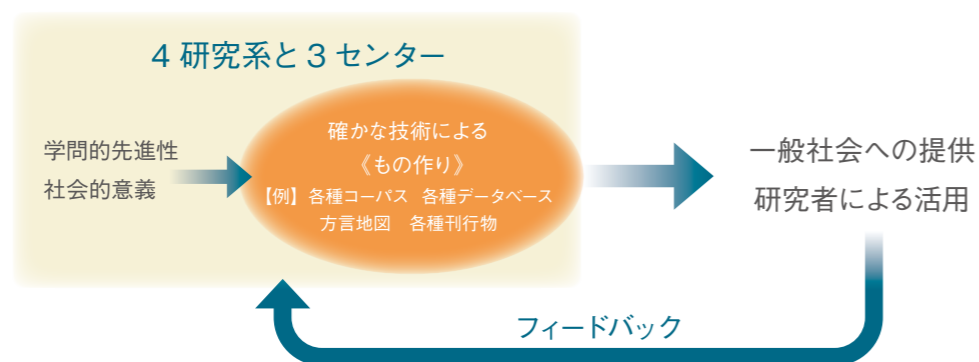 4 研究系と 3 センター
学問的先進性
社会的意義
確かな技術による
《もの作り》
【例】各種コーパス 各種データベース
方言地図 各種刊行物
一般社会への提供
研究者による活用
フィードバック